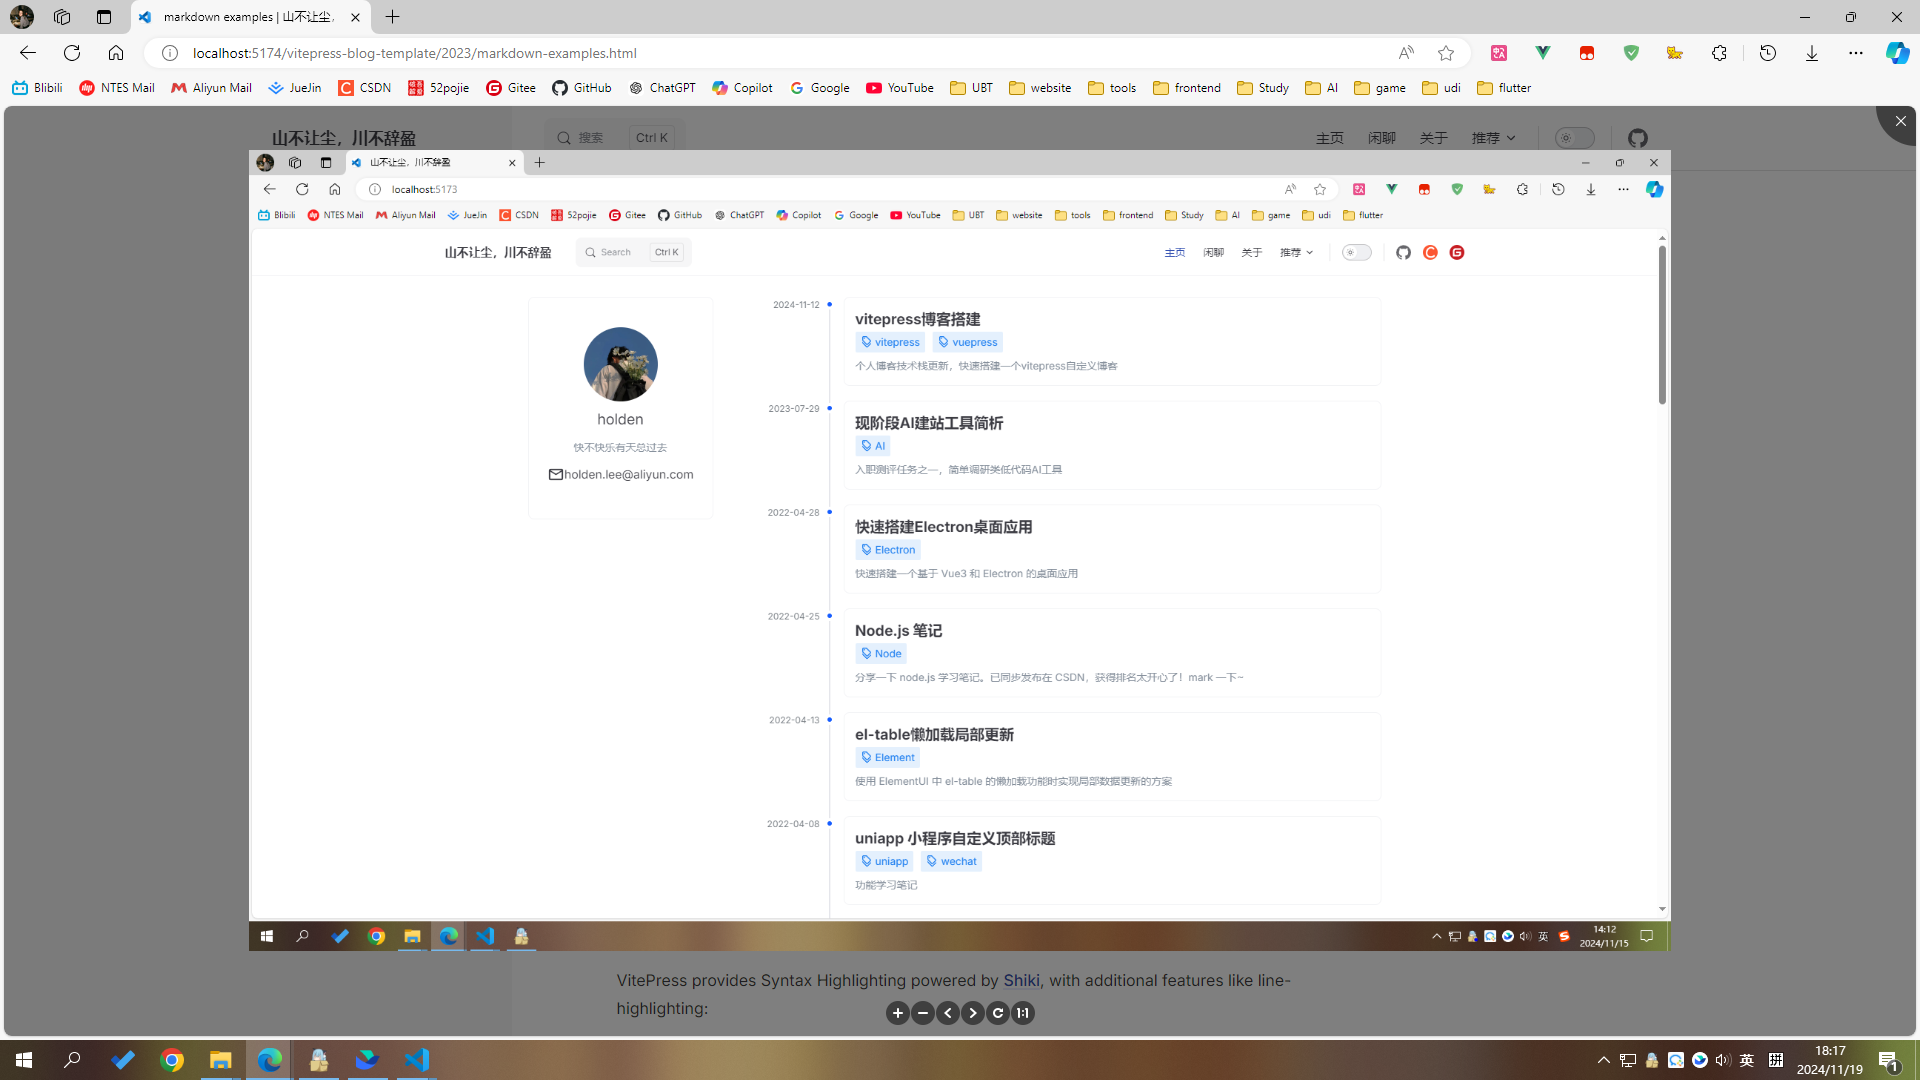 markdown examples | 山不让尘,
localhost:5174/vitepress-blog-template/2023/markdown-examples.html
Blibili NTES Mail Aliyun Mail JueJin CSDN 52pojie Gitee GitHub ChatGPT Copilot Google YouTube UBT website tools frontend Study AI game udi flutter
山不让尘，川不辞盈 搜索 Ctrl K 主页 闲聊 关于 推荐
山不让尘，川不辞盈
localhost:5173
Blibili NTES Mail Aliyun Mail JueJin CSDN 52pojie Gitee GitHub ChatGPT Copilot Google YouTube UBT website tools frontend Study AI game udi flutter
山不让尘，川不辞盈 Search Ctrl K 主页 闲聊 关于 推荐
holden
快不快乐有天总过去
holden.lee@aliyun.com
2024-11-12
vitepress博客搭建
vitepress vuepress
个人博客技术栈更新，快速搭建一个vitepress自定义博客
2023-07-29
现阶段AI建站工具简析
AI
入职测评任务之一，简单调研类低代码AI工具
2022-04-28
快速搭建Electron桌面应用
Electron
快速搭建一个基于 Vue3 和 Electron 的桌面应用
2022-04-25
Node.js 笔记
Node
分享一下 node.js 学习笔记。已同步发布在 CSDN，获得排名太开心了！mark 一下~
2022-04-13
el-table懒加载局部更新
Element
使用 ElementUI 中 el-table 的懒加载功能时实现局部数据更新的方案
2022-04-08
uniapp 小程序自定义顶部标题
uniapp wechat
功能学习笔记
英 14:12
2024/11/15
VitePress provides Syntax Highlighting powered by Shiki, with additional features like line-
highlighting:
1:1
英 拼 18:17
2024/11/19
1